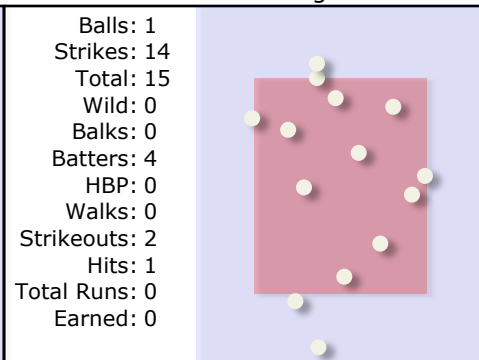 Balls: 1
Strikes: 14
Total: 15
Wild: 0
Balks: 0
Batters: 4
HBP: 0
Walks: 0
Strikeouts: 2
Hits: 1
Total Runs: 0
Earned: 0